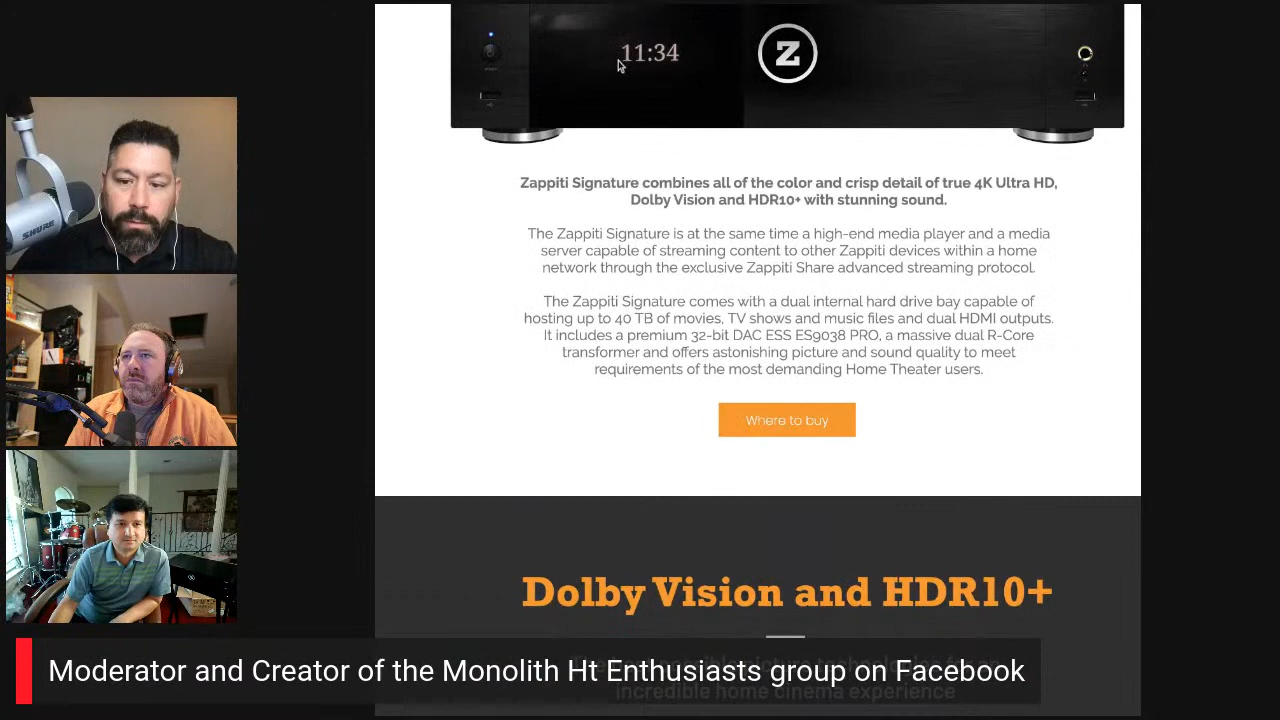 11:34
Z
SHURE
Zappiti Signature combines all of the color and crisp detail of true 4K Ultra HD,
Dolby Vision and HDR10+ with stunning sound.
The Zappiti Signature is at the same time a high-end media player and a media
server capable of streaming content to other Zappiti devices within a home
network through the exclusive Zappiti Share advanced streaming protocol.
The Zappiti Signature comes with a dual internal hard drive bay capable of
hosting up to 40 TB of movies, TV shows and music files and dual HDMI outputs.
It includes a premium 32-bit DAC ESS ES9038 PRO, a massive dual R-Core
transformer and offers astonishing picture and sound quality to meet
requirements of the most demanding Home Theater users.
Where to buy
Dolby Vision and HDR10+
Moderator and Creator of the Monolith Ht Enthusiasts group on Facebook
incredible home cinema experience